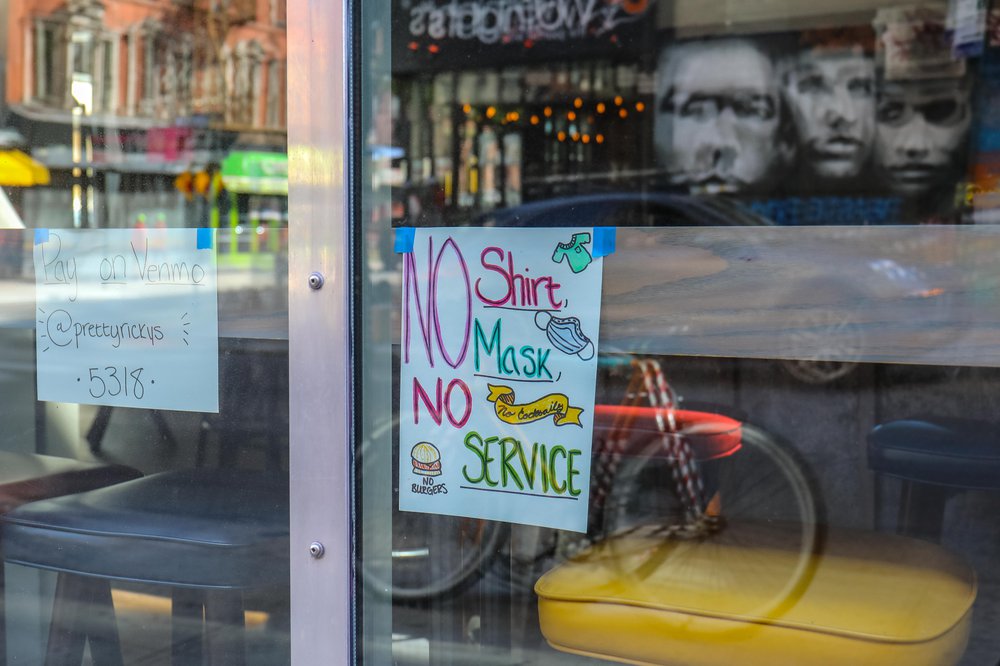 Pay on Venmo
@prettyrickys
·5318·
NO Shirt,
Mask,
NO
No Cocktails
SERVICE
NO
BURGERS